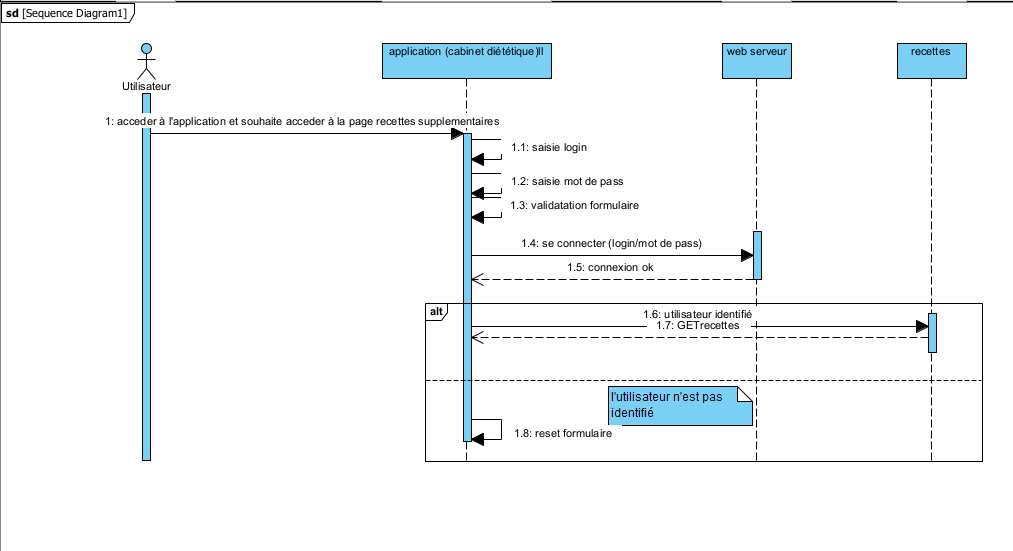 sd [Sequence Diagram1]
application (cabinet diététique)ll
web serveur
recettes
Utilisateur
1: acceder à l'application et souhaite acceder à la page recettes supplementaires
1.1: saisie login
1.2: saisie mot de pass
1.3: validatation formulaire
1.4: se connecter (login/mot de pass)
1.5: connexion ok
alt
1.6: utilisateur identifié
1.7: GETrecettes
l'utilisateur n'est pas
identifié
1.8: reset formulaire